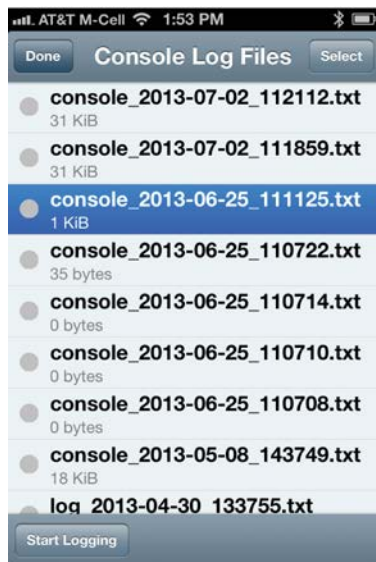 AT&T M-Cell 1:53 PM
Done Console Log Files Select
console_2013-07-02_112112.txt
31 KiB
console_2013-07-02_111859.txt
31 KiB
console_2013-06-25_111125.txt
1 KiB
console_2013-06-25_110722.txt
35 bytes
console_2013-06-25_110714.txt
0 bytes
console_2013-06-25_110710.txt
0 bytes
console_2013-06-25_110708.txt
0 bytes
console_2013-05-08_143749.txt
18 KiB
log_2013-04-30_133755.txt
Start Logging